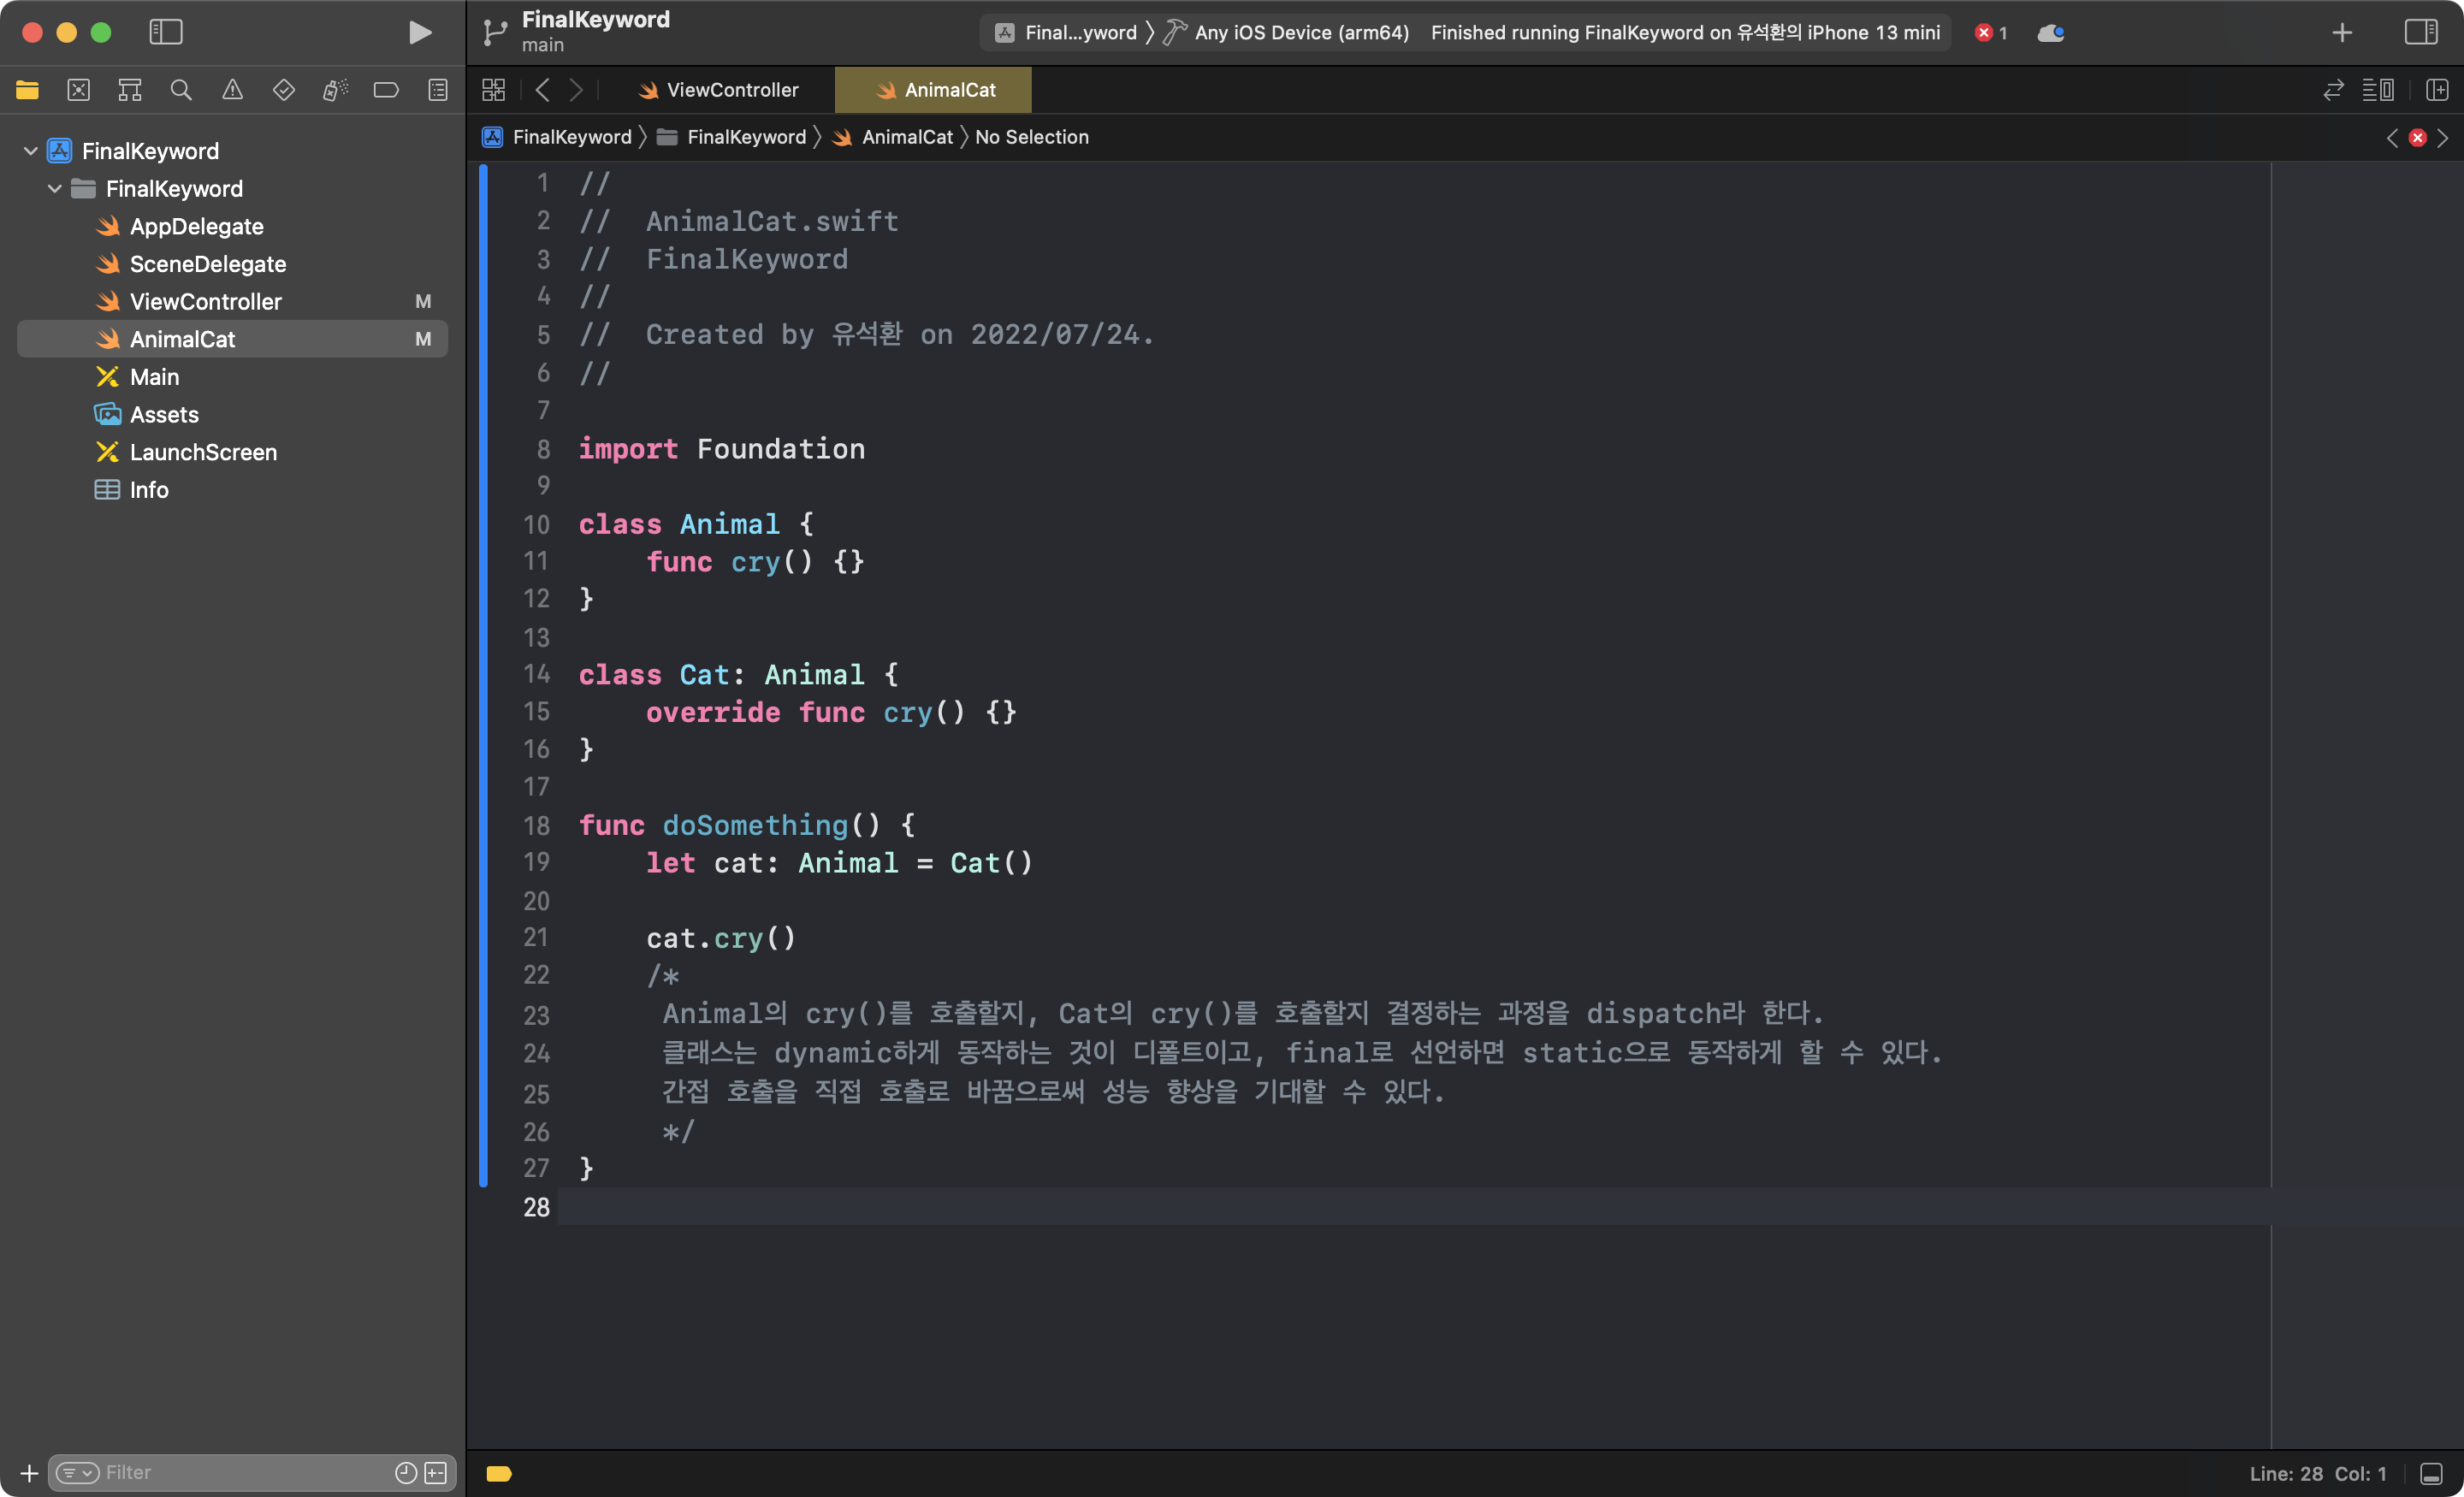 FinalKeyword
main
Final...yword
Any iOS Device (arm64)
Finished running FinalKeyword on 유석환의 iPhone 13 mini
1
ViewController
AnimalCat
FinalKeyword
FinalKeyword
AnimalCat
No Selection
FinalKeyword
FinalKeyword
AppDelegate
SceneDelegate
ViewController M
AnimalCat M
Main
Assets
LaunchScreen
Info
1 //
2 //  AnimalCat.swift
3 //  FinalKeyword
4 //
5 //  Created by 유석환 on 2022/07/24.
6 //
7
8 import Foundation
9
10 class Animal {
11     func cry() {}
12 }
13
14 class Cat: Animal {
15     override func cry() {}
16 }
17
18 func doSomething() {
19     let cat: Animal = Cat()
20
21     cat.cry()
22     /*
23      Animal의 cry()를 호출할지, Cat의 cry()를 호출할지 결정하는 과정을 dispatch라 한다.
24      클래스는 dynamic하게 동작하는 것이 디폴트이고, final로 선언하면 static으로 동작하게 할 수 있다.
25      간접 호출을 직접 호출로 바꿈으로써 성능 향상을 기대할 수 있다.
26      */
27 }
28
Filter
Line: 28 Col: 1